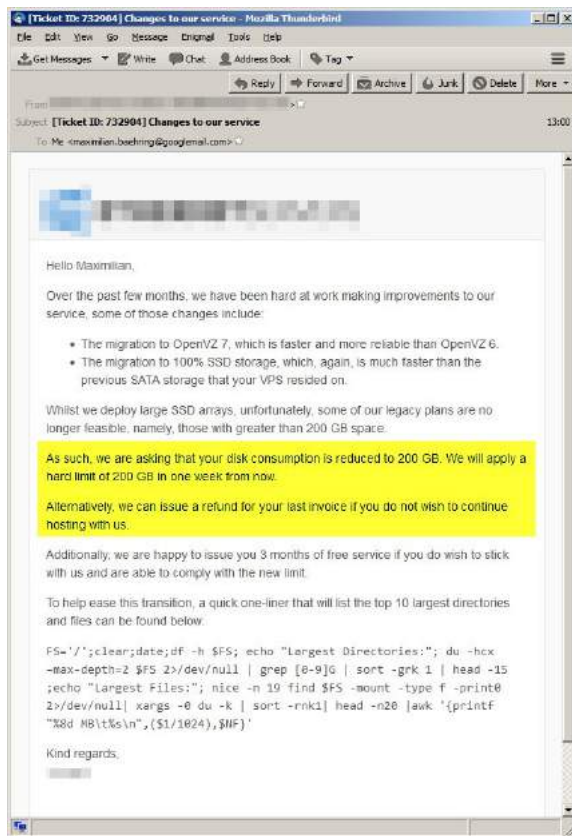 [Ticket ID: 732904] Changes to our service - Mozilla Thunderbird
File Edit View Go Message Enigmail Tools Help
Get Messages Write Chat Address Book Tag
Reply Forward Archive Junk Delete More
From
Subject [Ticket ID: 732904] Changes to our service 13:00
To Me <maximilian.baehring@googlemail.com>
Hello Maximilian,
Over the past few months, we have been hard at work making improvements to our
service, some of those changes include:
• The migration to OpenVZ 7, which is faster and more reliable than OpenVZ 6.
• The migration to 100% SSD storage, which, again, is much faster than the
previous SATA storage that your VPS resided on.
Whilst we deploy large SSD arrays, unfortunately, some of our legacy plans are no
longer feasible, namely, those with greater than 200 GB space.
As such, we are asking that your disk consumption is reduced to 200 GB. We will apply a
hard limit of 200 GB in one week from now.
Alternatively, we can issue a refund for your last invoice if you do not wish to continue
hosting with us.
Additionally, we are happy to issue you 3 months of free service if you do wish to stick
with us and are able to comply with the new limit.
To help ease this transition, a quick one-liner that will list the top 10 largest directories
and files can be found below.
FS='/';clear;date;df -h $FS; echo "Largest Directories:"; du -hcx
-max-depth=2 $FS 2>/dev/null | grep [0-9]G | sort -grk 1 | head -15
;echo "Largest Files:"; nice -n 19 find $FS -mount -type f -print0
2>/dev/null| xargs -0 du -k | sort -rnk1| head -n20 |awk '{printf
"%8d MB\t%s\n",($1/1024),$NF}'
Kind regards,